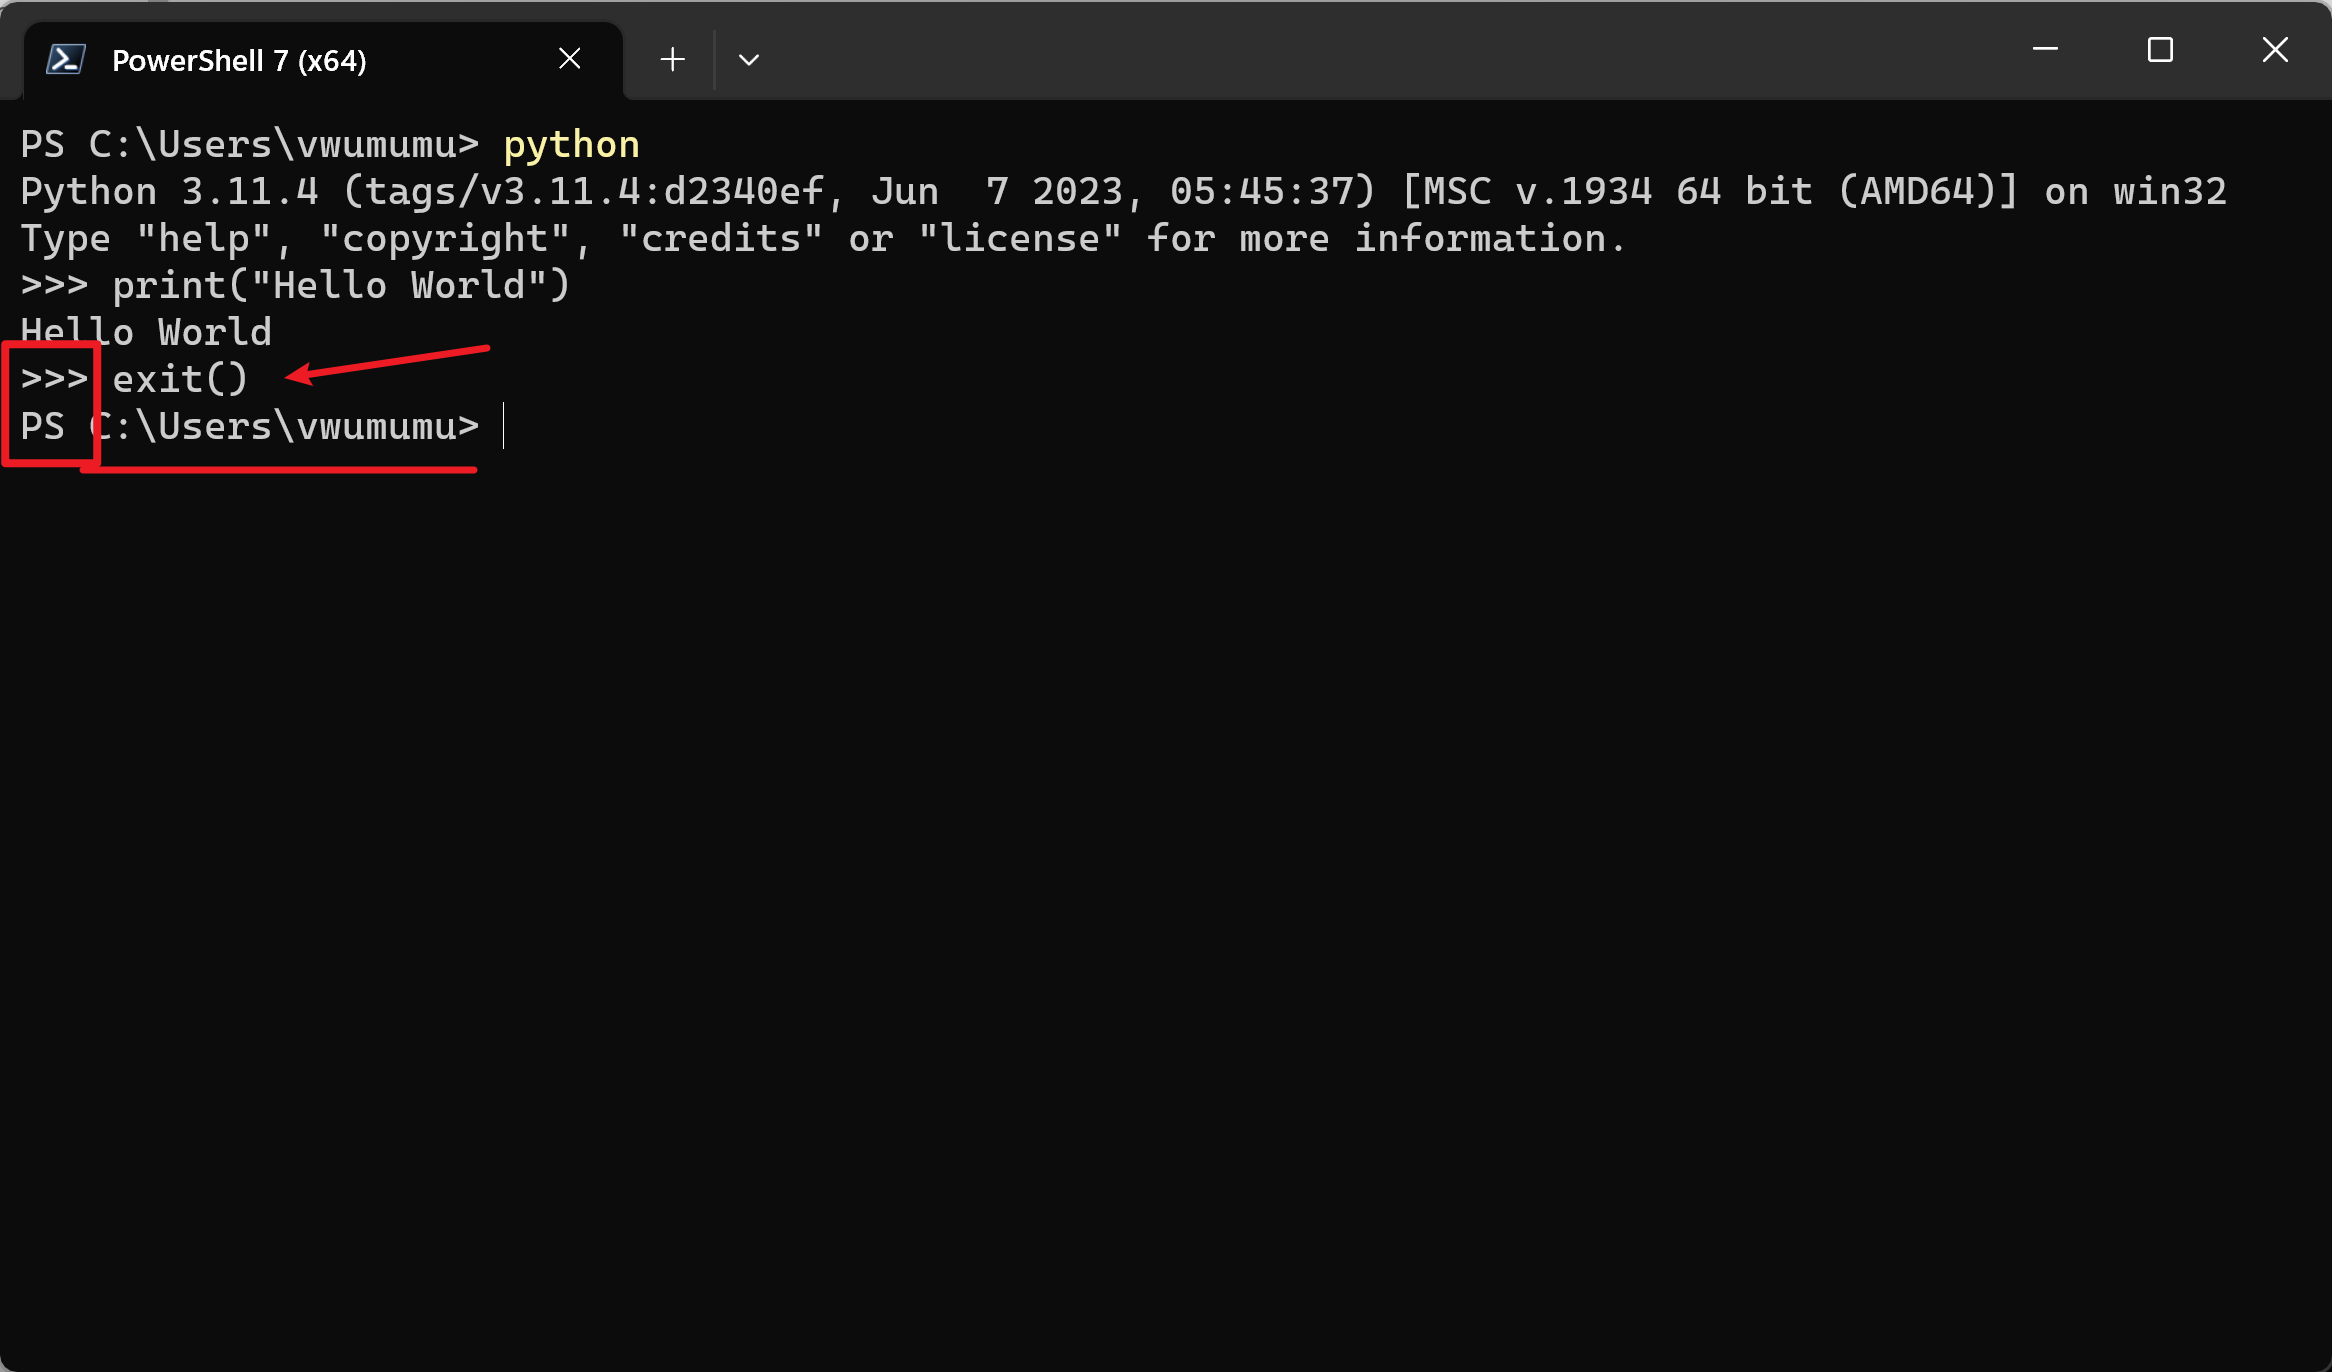 PowerShell 7 (x64)
PS C:\Users\vwumumu> python
Python 3.11.4 (tags/v3.11.4:d2340ef, Jun  7 2023, 05:45:37) [MSC v.1934 64 bit (AMD64)] on win32
Type "help", "copyright", "credits" or "license" for more information.
>>> print("Hello World")
Hello World
>>> exit()
PS C:\Users\vwumumu>